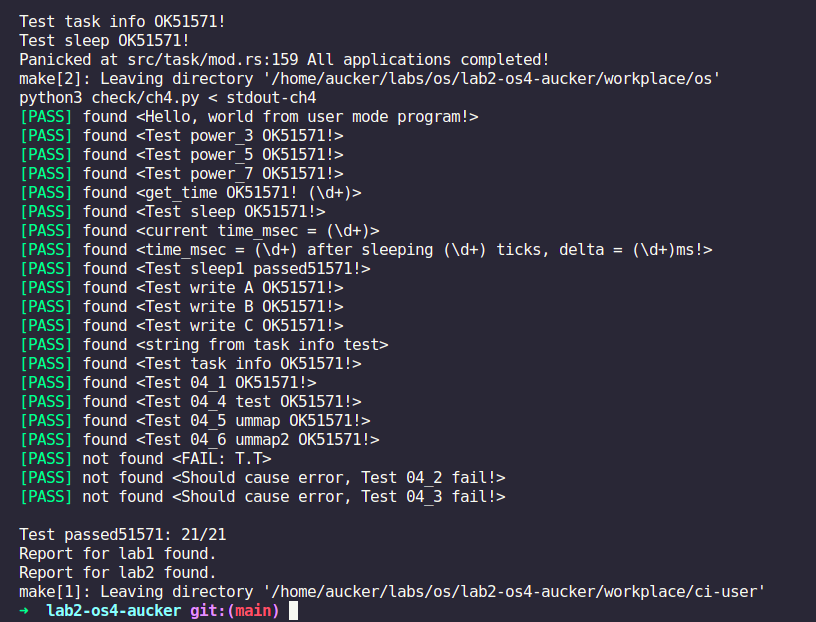 Test task info OK51571!
Test sleep OK51571!
Panicked at src/task/mod.rs:159 All applications completed!
make[2]: Leaving directory '/home/aucker/labs/os/lab2-os4-aucker/workplace/os'
python3 check/ch4.py < stdout-ch4
[PASS] found <Hello, world from user mode program!>
[PASS] found <Test power_3 OK51571!>
[PASS] found <Test power_5 OK51571!>
[PASS] found <Test power_7 OK51571!>
[PASS] found <get_time OK51571! (\d+)>
[PASS] found <Test sleep OK51571!>
[PASS] found <current time_msec = (\d+)>
[PASS] found <time_msec = (\d+) after sleeping (\d+) ticks, delta = (\d+)ms!>
[PASS] found <Test sleep1 passed51571!>
[PASS] found <Test write A OK51571!>
[PASS] found <Test write B OK51571!>
[PASS] found <Test write C OK51571!>
[PASS] found <string from task info test>
[PASS] found <Test task info OK51571!>
[PASS] found <Test 04_1 OK51571!>
[PASS] found <Test 04_4 test OK51571!>
[PASS] found <Test 04_5 ummap OK51571!>
[PASS] found <Test 04_6 ummap2 OK51571!>
[PASS] not found <FAIL: T.T>
[PASS] not found <Should cause error, Test 04_2 fail!>
[PASS] not found <Should cause error, Test 04_3 fail!>

Test passed51571: 21/21
Report for lab1 found.
Report for lab2 found.
make[1]: Leaving directory '/home/aucker/labs/os/lab2-os4-aucker/workplace/ci-user'
➜  lab2-os4-aucker git:(main)